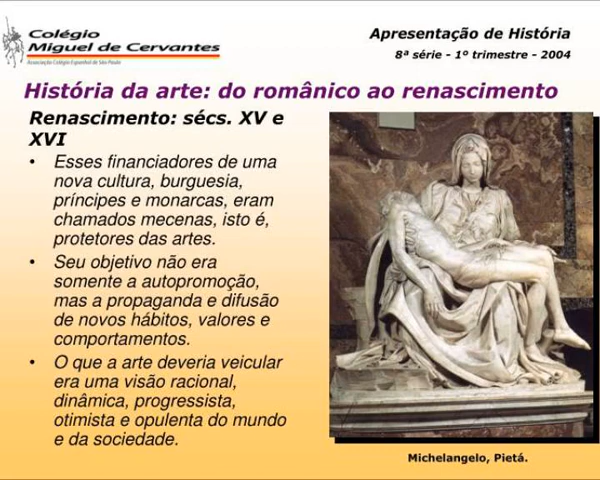 Colégio
Miguel de Cervantes
Associação Colégio Espanhol de São Paulo
Apresentação de História
8ª série - 1º trimestre - 2004
História da arte: do românico ao renascimento
Renascimento: sécs. XV e
XVI
• Esses financiadores de uma
nova cultura, burguesia,
príncipes e monarcas, eram
chamados mecenas, isto é,
protetores das artes.
• Seu objetivo não era
somente a autopromoção,
mas a propaganda e difusão
de novos hábitos, valores e
comportamentos.
• O que a arte deveria veicular
era uma visão racional,
dinâmica, progressista,
otimista e opulenta do mundo
e da sociedade.
Michelangelo, Pietá.